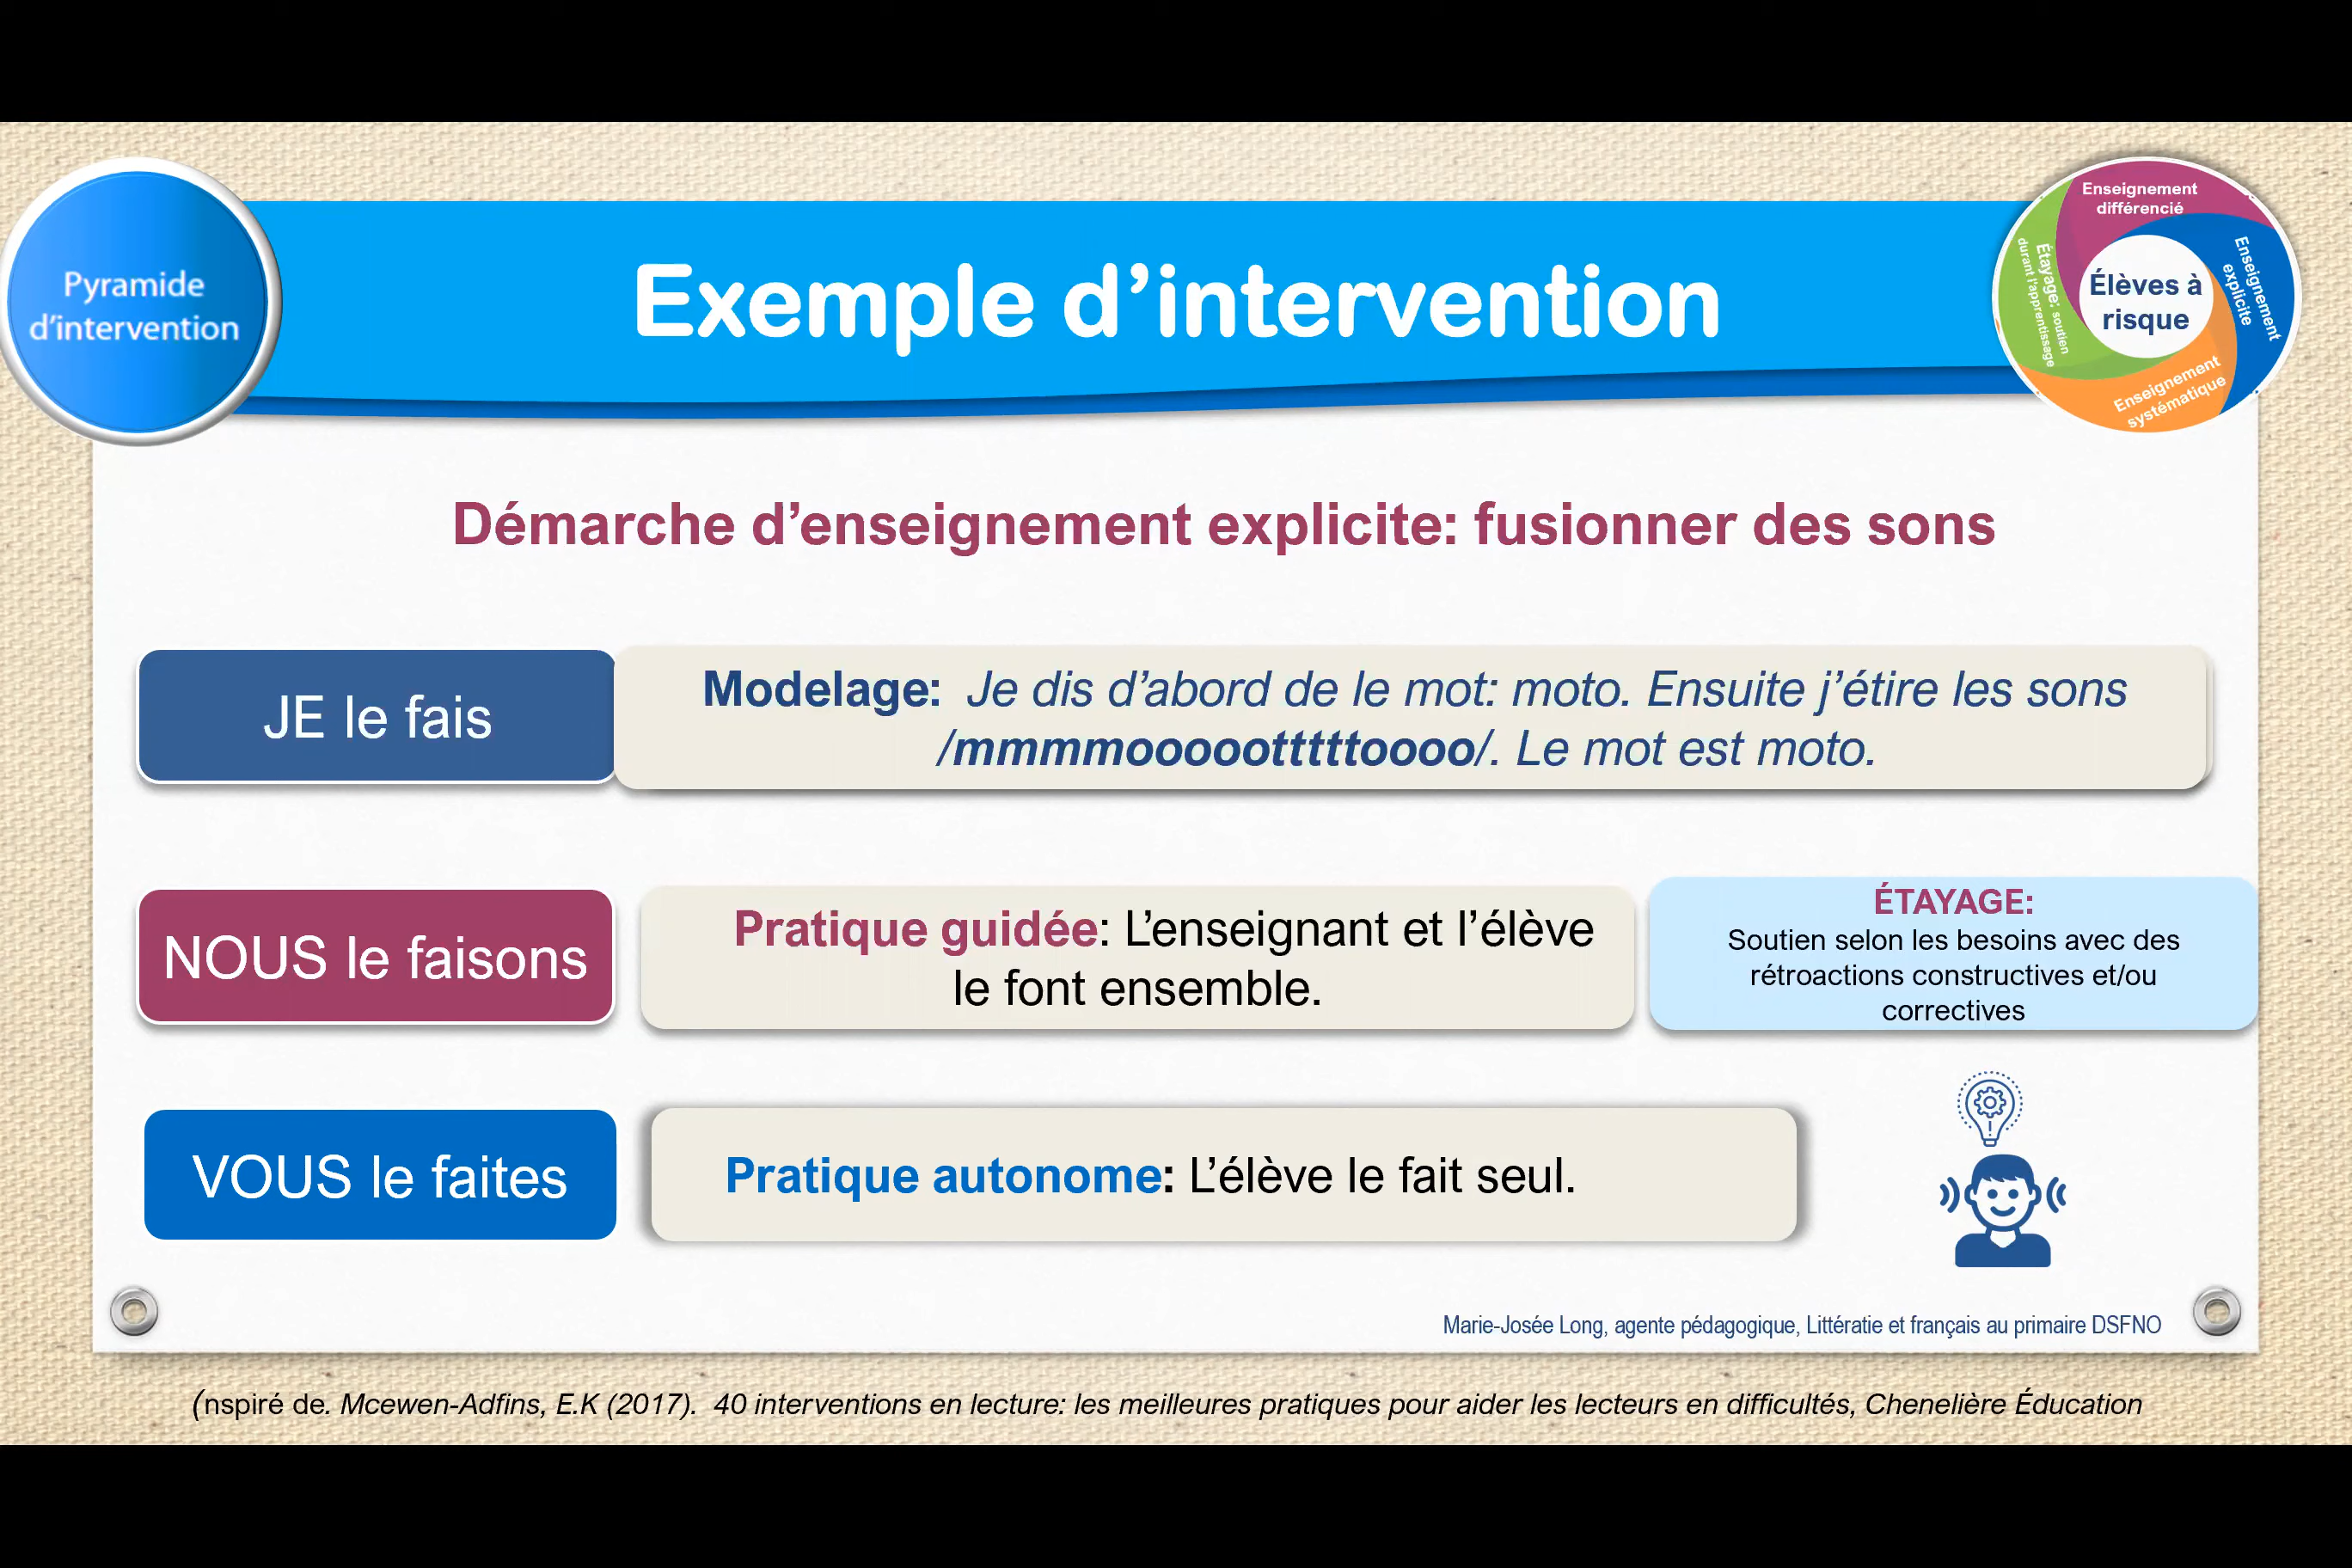 Pyramide
d'intervention
Exemple d’intervention
Enseignement
différencié
Enseignement
explicite
Enseignement
systématique
Étayage: soutien
durant l'apprentissage
Élèves à
risque
Démarche d’enseignement explicite: fusionner des sons
JE le fais
Modelage: Je dis d’abord de le mot: moto. Ensuite j’étire les sons
/mmmmooooottttttoooo/. Le mot est moto.
NOUS le faisons
Pratique guidée: L’enseignant et l’élève
le font ensemble.
ÉTAYAGE:
Soutien selon les besoins avec des
rétroactions constructives et/ou
correctives
VOUS le faites
Pratique autonome: L’élève le fait seul.
Marie-Josée Long, agente pédagogique, Littératie et français au primaire DSFNO
(nspiré de. Mcewen-Adfins, E.K (2017). 40 interventions en lecture: les meilleures pratiques pour aider les lecteurs en difficultés, Chenelière Éducation